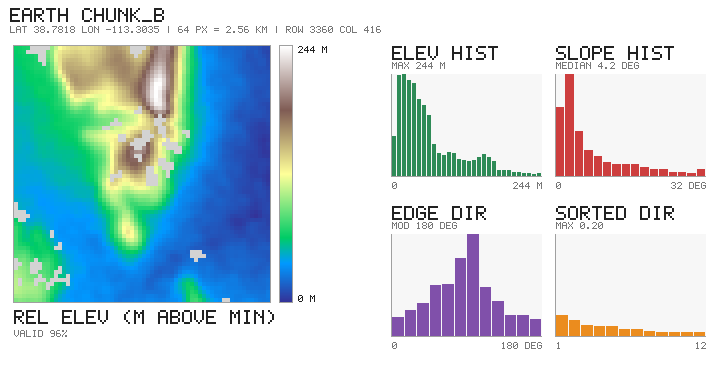 EARTH CHUNK_B
LAT 38.7818 LON -113.3035 | 64 PX = 2.56 KM | ROW 3360 COL 416
244 M
0 M
REL ELEV (M ABOVE MIN)
VALID 96%
ELEV HIST
MAX 244 M
0 244 M
SLOPE HIST
MEDIAN 4.2 DEG
0 32 DEG
EDGE DIR
MOD 180 DEG
0 180 DEG
SORTED DIR
MAX 0.20
1 12